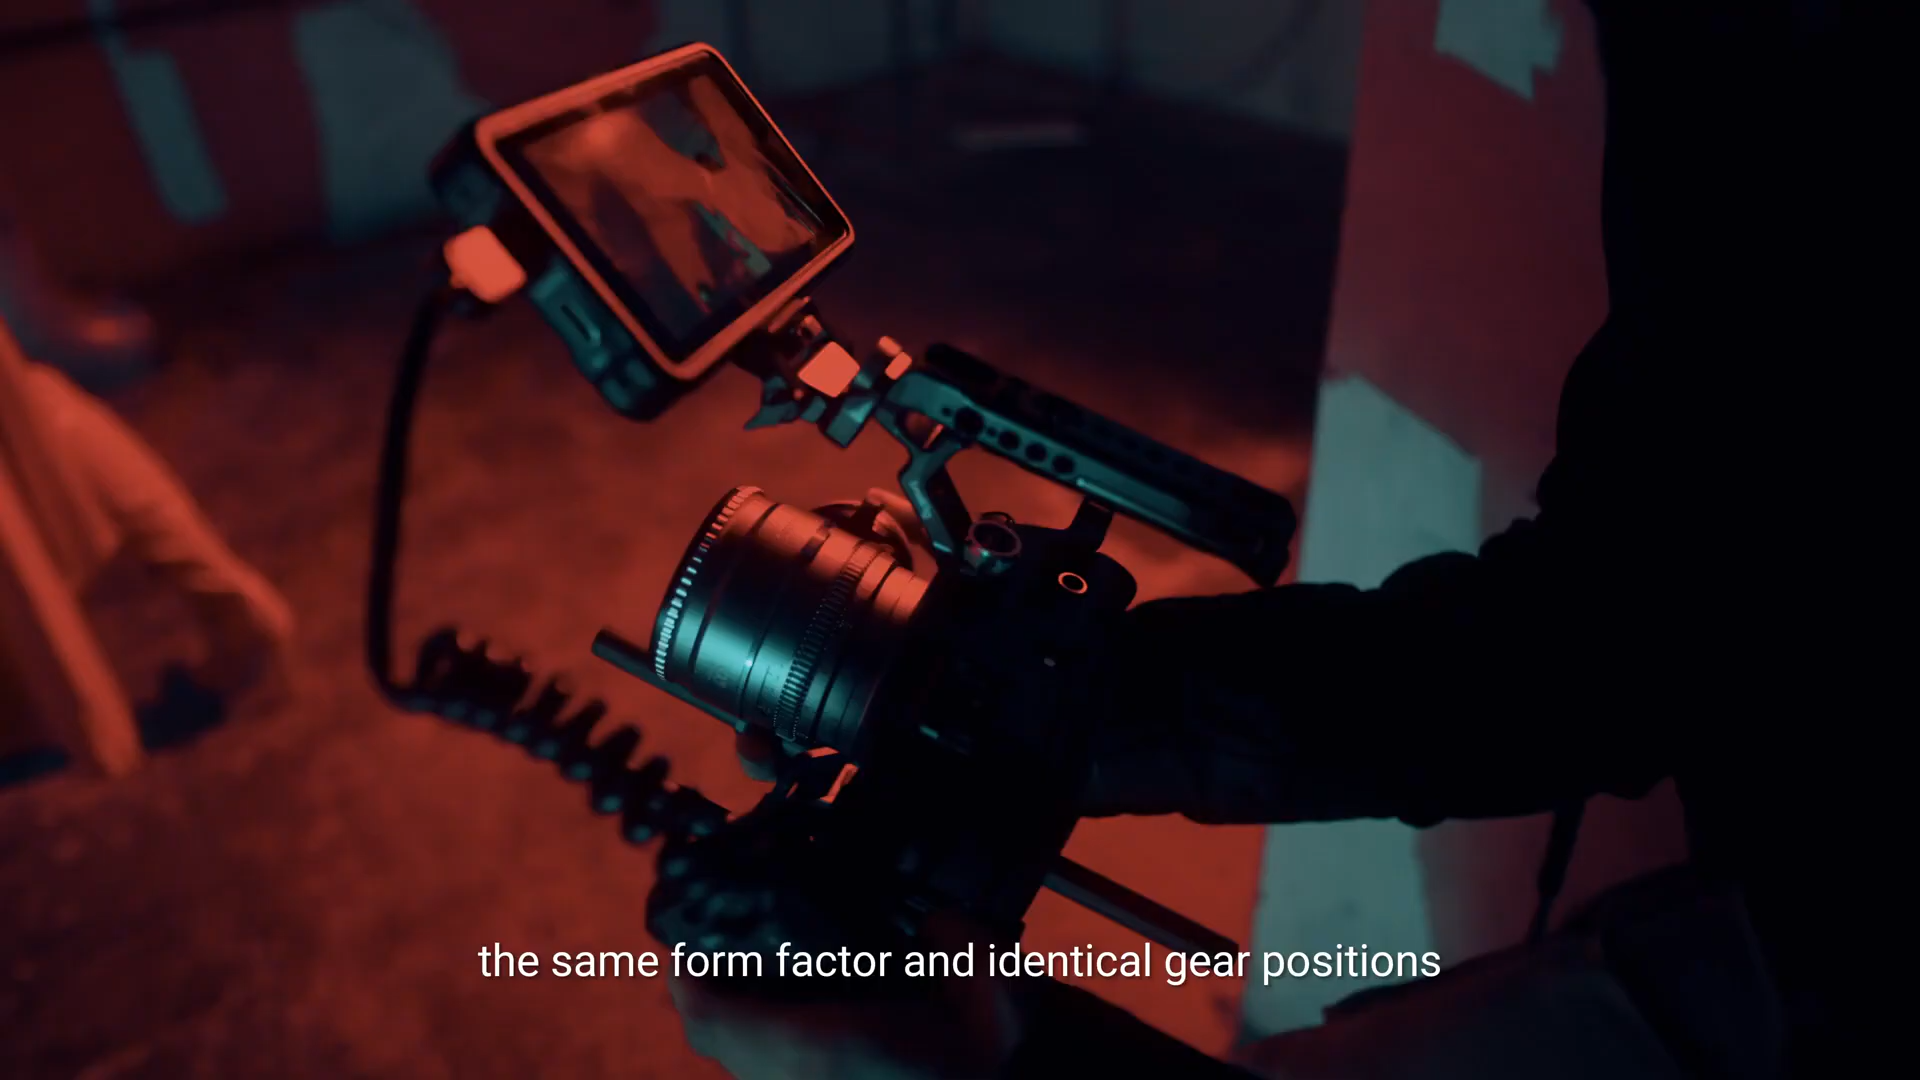 the same form factor and identical gear positions